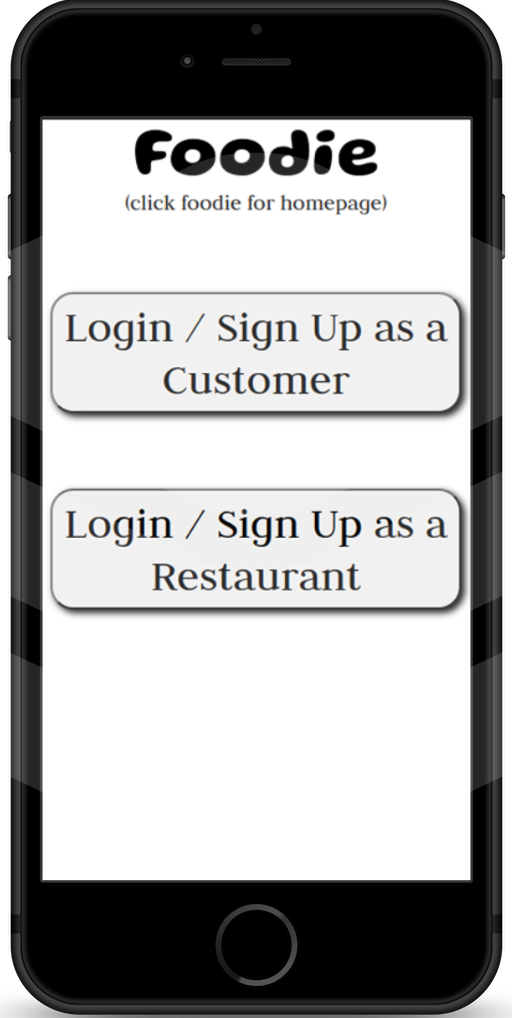 Foodie
(click foodie for homepage)
Login / Sign Up as a
Customer
Login / Sign Up as a
Restaurant